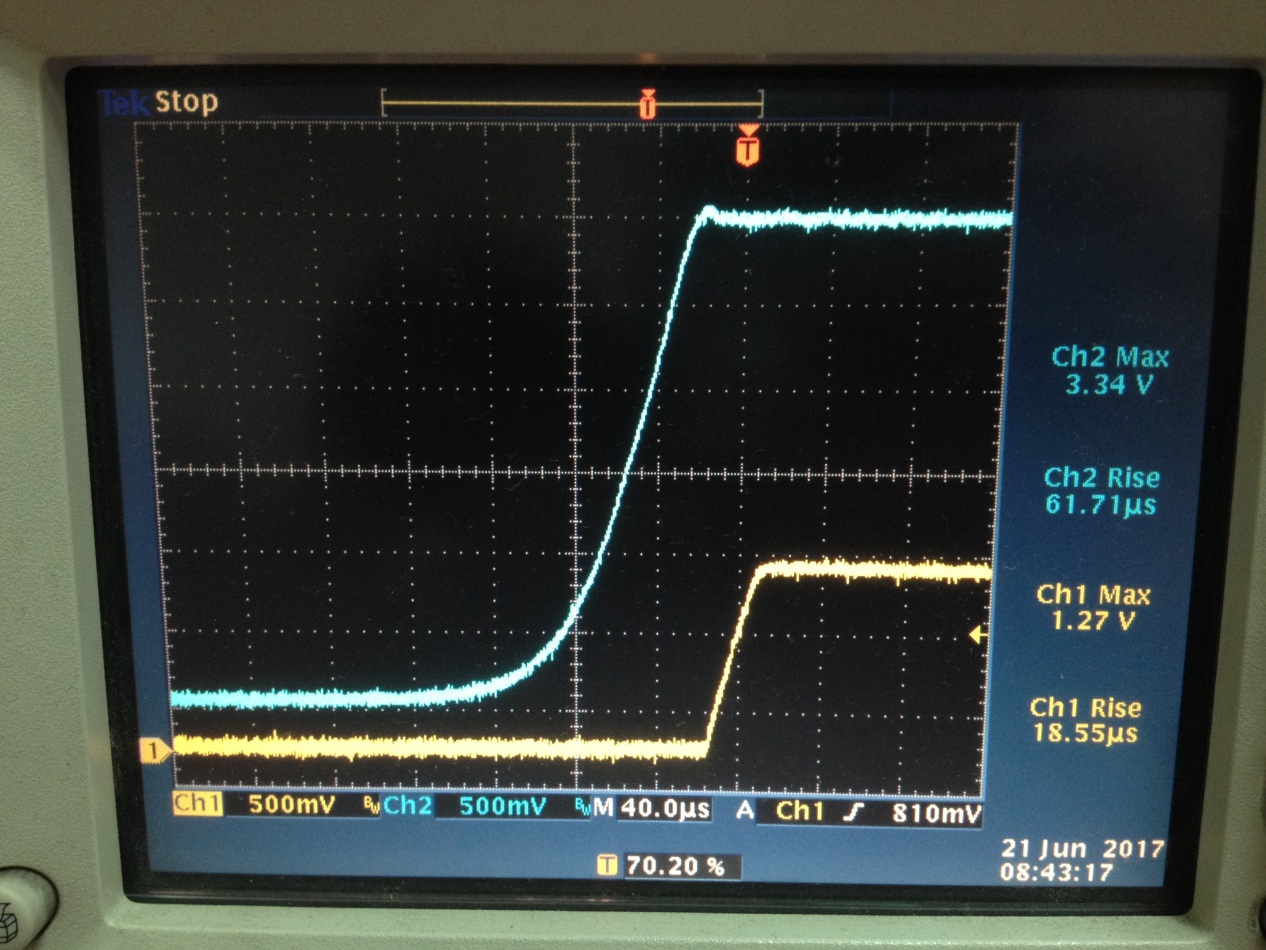 Tek Stop
T
T
Ch2 Max
3.34 V
Ch2 Rise
61.71µs
Ch1 Max
1.27 V
Ch1 Rise
18.55µs
1
Ch1 500mV BW Ch2 500mV BW M 40.0µs A Ch1 810mV
T 70.20 %
21 Jun 2017
08:43:17